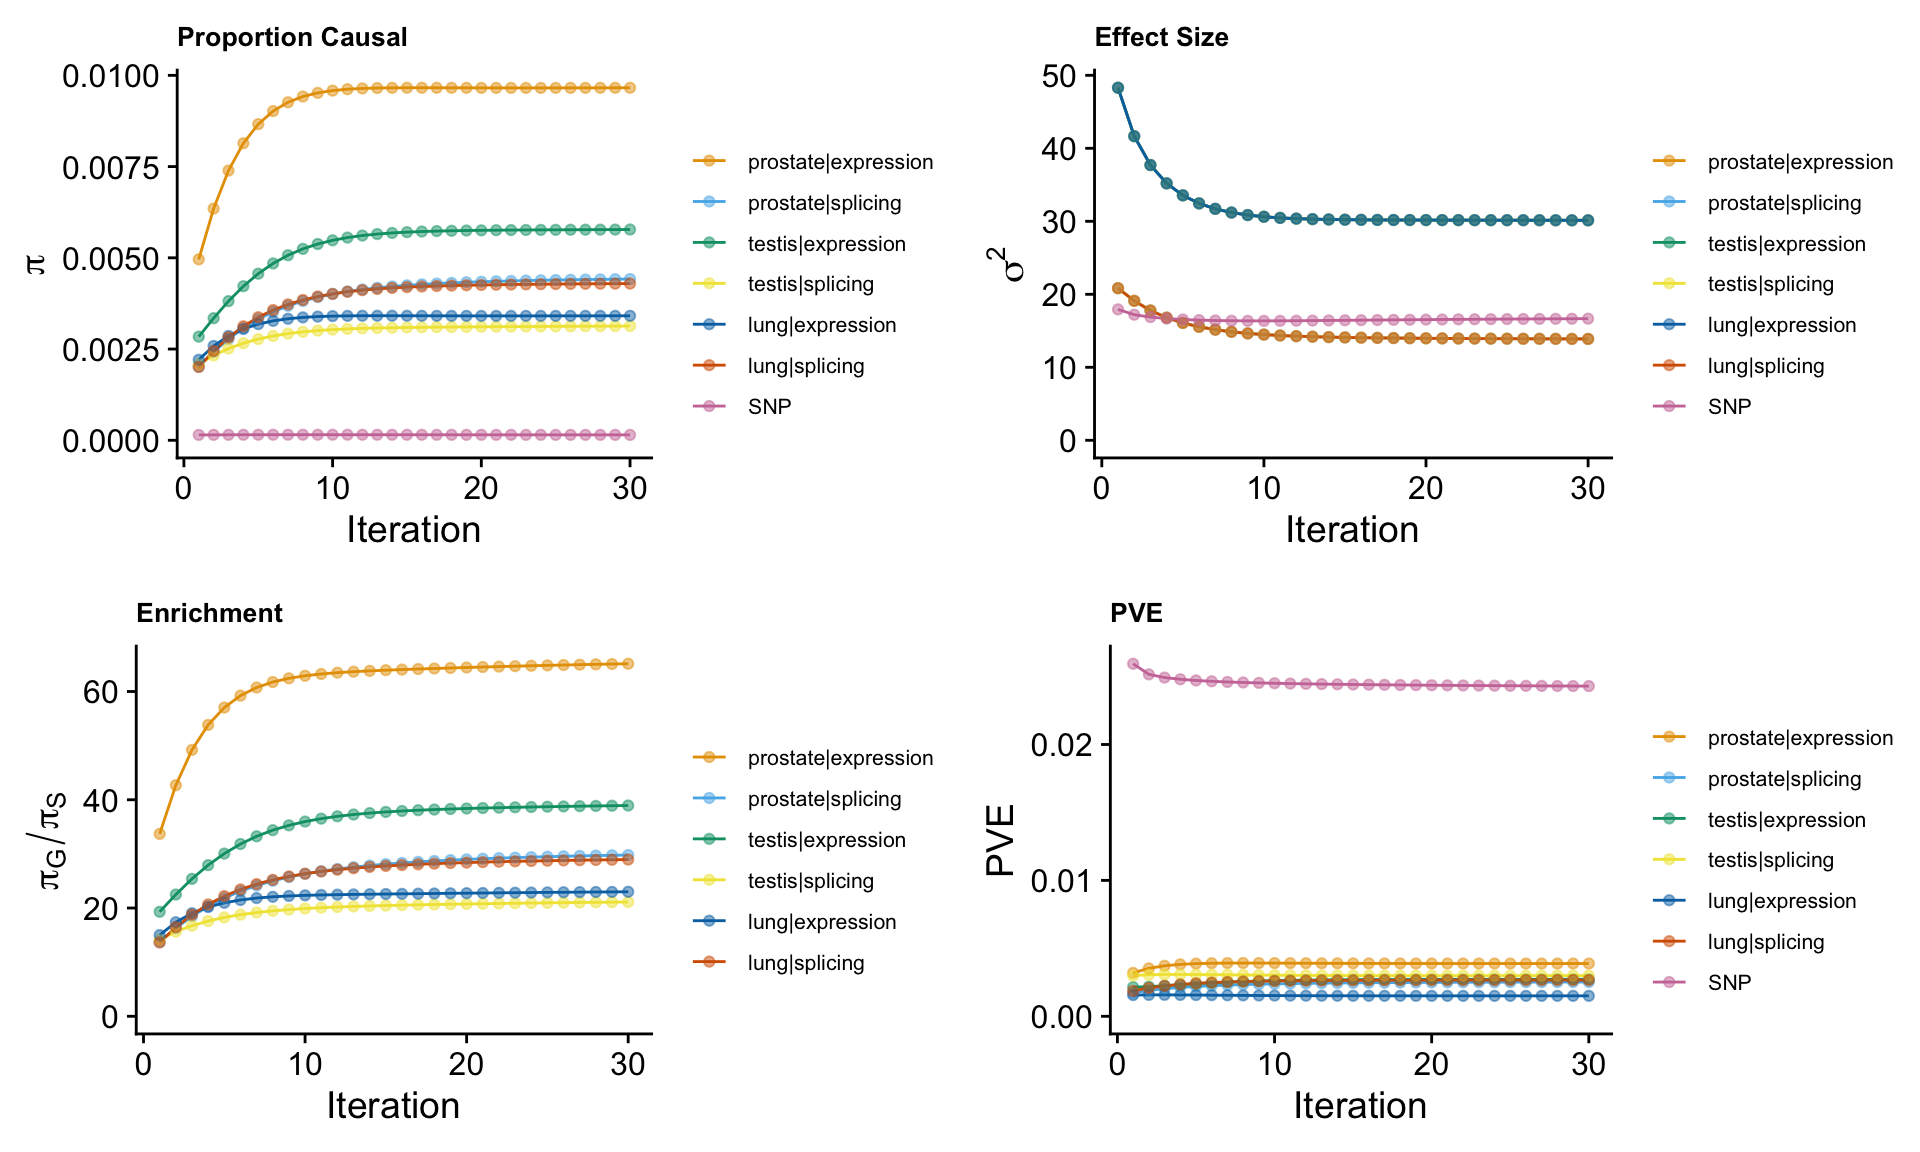 Proportion Causal
π
0.0100
0.0075
0.0050
0.0025
0.0000
0
10
20
30
Iteration
prostate|expression
prostate|splicing
testis|expression
testis|splicing
lung|expression
lung|splicing
SNP
Effect Size
σ²
50
40
30
20
10
0
0
10
20
30
Iteration
prostate|expression
prostate|splicing
testis|expression
testis|splicing
lung|expression
lung|splicing
SNP
Enrichment
πG/πS
60
40
20
0
0
10
20
30
Iteration
prostate|expression
prostate|splicing
testis|expression
testis|splicing
lung|expression
lung|splicing
PVE
PVE
0.02
0.01
0.00
0
10
20
30
Iteration
prostate|expression
prostate|splicing
testis|expression
testis|splicing
lung|expression
lung|splicing
SNP